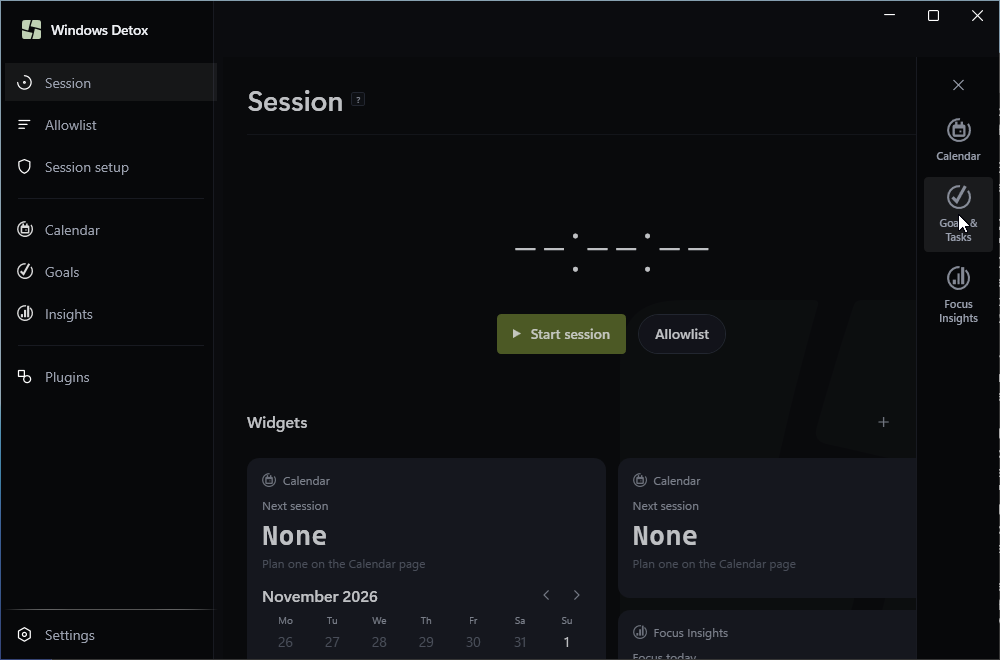 Windows Detox
Session
Allowlist
Session setup
Calendar
Goals
Insights
Plugins
Settings
Session ?
Start session
Allowlist
Widgets
Calendar
Next session
None
Plan one on the Calendar page
November 2026
Mo Tu We Th Fr Sa Su
26 27 28 29 30 31 1
Calendar
Next session
None
Plan one on the Calendar page
Focus Insights
Focus today
Calendar
Goals &
Tasks
Focus
Insights